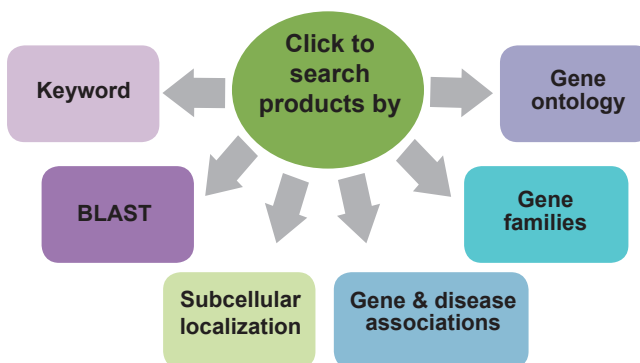 Click to
search
products by
Keyword
Gene
ontology
BLAST
Gene
families
Subcellular
localization
Gene & disease
associations